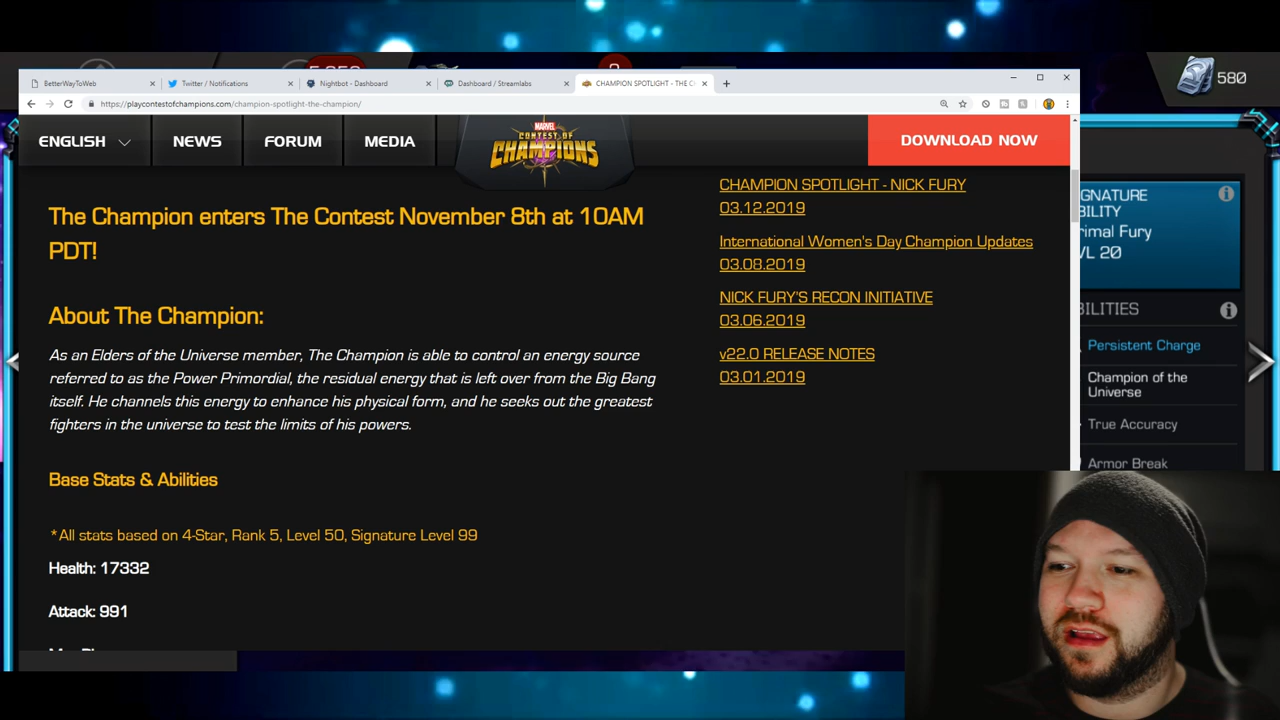 580
BetterWayToWeb
Twitter / Notifications
Nightbot - Dashboard
Dashboard / Streamlabs
CHAMPION SPOTLIGHT - THE C
https://playcontestofchampions.com/champion-spotlight-the-champion/
ENGLISH
NEWS
FORUM
MEDIA
MARVEL
CONTEST OF
CHAMPIONS
DOWNLOAD NOW
The Champion enters The Contest November 8th at 10AM
PDT!
About The Champion:
As an Elders of the Universe member, The Champion is able to control an energy source
referred to as the Power Primordial, the residual energy that is left over from the Big Bang
itself. He channels this energy to enhance his physical form, and he seeks out the greatest
fighters in the universe to test the limits of his powers.
Base Stats & Abilities
*All stats based on 4-Star, Rank 5, Level 50, Signature Level 99
Health: 17332
Attack: 991
CHAMPION SPOTLIGHT - NICK FURY
03.12.2019
International Women's Day Champion Updates
03.08.2019
NICK FURY'S RECON INITIATIVE
03.06.2019
v22.0 RELEASE NOTES
03.01.2019
GNATURE
BILITY
rimal Fury
VL 20
BILITIES
Persistent Charge
Champion of the
Universe
True Accuracy
Armor Break